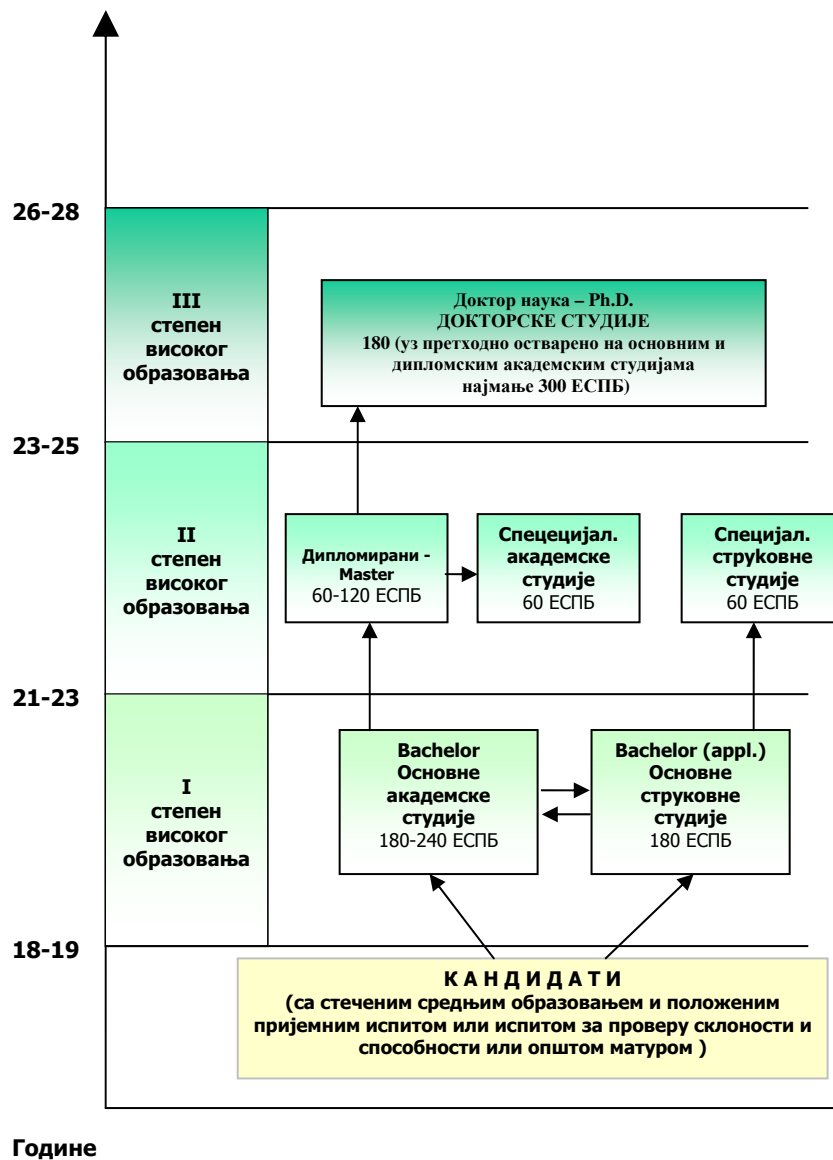 26-28
III
степен
високог
образовања
Доктор наука – Ph.D.
ДОКТОРСКЕ СТУДИЈЕ
180 (уз претходно остварено на основним и
дипломским академским студијама
најмање 300 ЕСПБ)
23-25
II
степен
високог
образовања
Дипломирани -
Master
60-120 ЕСПБ
Спецецијал.
академске
студије
60 ЕСПБ
Специјал.
струковне
студије
60 ЕСПБ
21-23
I
степен
високог
образовања
Bachelor
Основне
академске
студије
180-240 ЕСПБ
Bachelor (appl.)
Основне
струковне
студије
180 ЕСПБ
18-19
К А Н Д И Д А Т И
(са стеченим средњим образовањем и положеним
пријемним испитом или испитом за проверу склоности и
способности или општом матуром )
Године